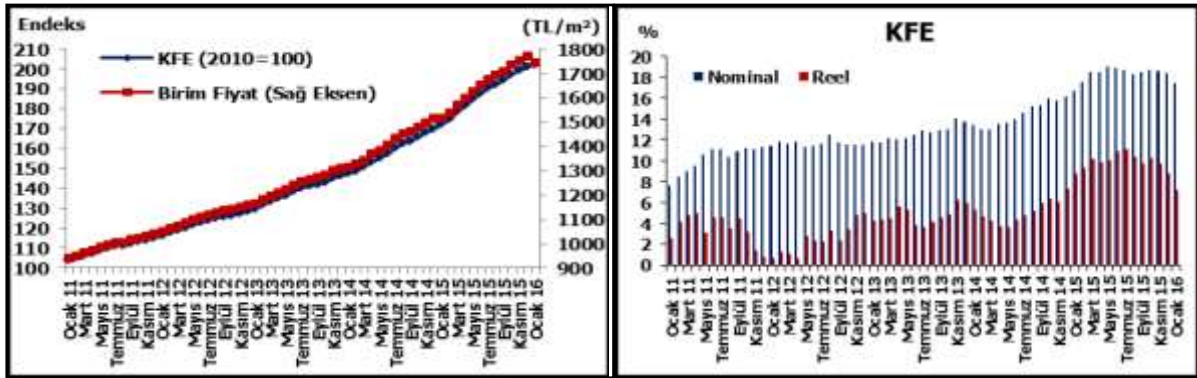 Endeks
(TL/m²)
KFE (2010=100)
Birim Fiyat (Sağ Eksen)
210
200
190
180
170
160
150
140
130
120
110
100
1800
1700
1600
1500
1400
1300
1200
1100
1000
900
Ocak 11
Mart 11
Mayıs 11
Temmuz 11
Eylül 11
Kasım 11
Ocak 12
Mart 12
Mayıs 12
Temmuz 12
Eylül 12
Kasım 12
Ocak 13
Mart 13
Mayıs 13
Temmuz 13
Eylül 13
Kasım 13
Ocak 14
Mart 14
Mayıs 14
Temmuz 14
Eylül 14
Kasım 14
Ocak 15
Mart 15
Mayıs 15
Temmuz 15
Eylül 15
Kasım 15
Ocak 16
%
KFE
Nominal
Reel
20
18
16
14
12
10
8
6
4
2
0
Ocak 11
Mart 11
Mayıs 11
Temmuz 11
Eylül 11
Kasım 11
Ocak 12
Mart 12
Mayıs 12
Temmuz 12
Eylül 12
Kasım 12
Ocak 13
Mart 13
Mayıs 13
Temmuz 13
Eylül 13
Kasım 13
Ocak 14
Mart 14
Mayıs 14
Temmuz 14
Eylül 14
Kasım 14
Ocak 15
Mart 15
Mayıs 15
Temmuz 15
Eylül 15
Kasım 15
Ocak 16